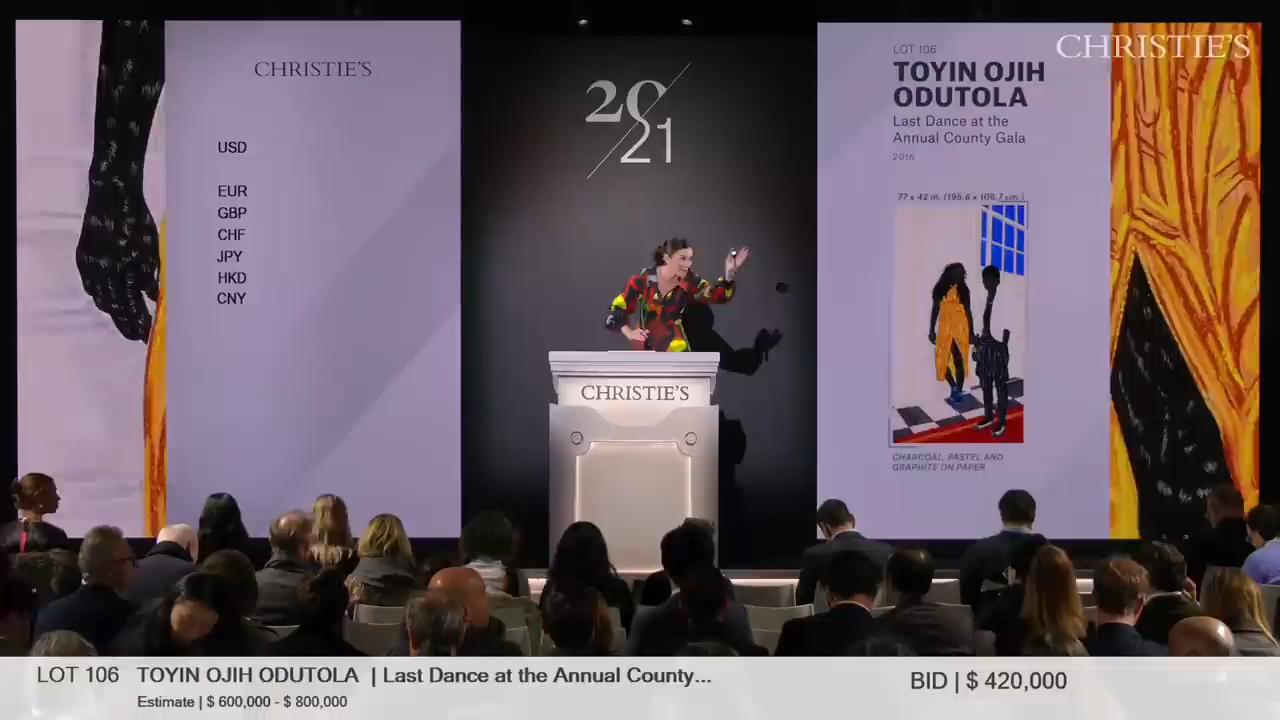 CHRISTIE'S
USD
EUR
GBP
CHF
JPY
HKD
CNY
20
21
CHRISTIE'S
CHRISTIE'S
LOT 106
TOYIN OJIH
ODUTOLA
Last Dance at the
Annual County Gala
2016
77 x 42 in. (195.6 x 106.7 cm.)
CHARCOAL, PASTEL AND
GRAPHITE ON PAPER
LOT 106 TOYIN OJIH ODUTOLA | Last Dance at the Annual County...
Estimate | $ 600,000 - $ 800,000
BID | $ 420,000